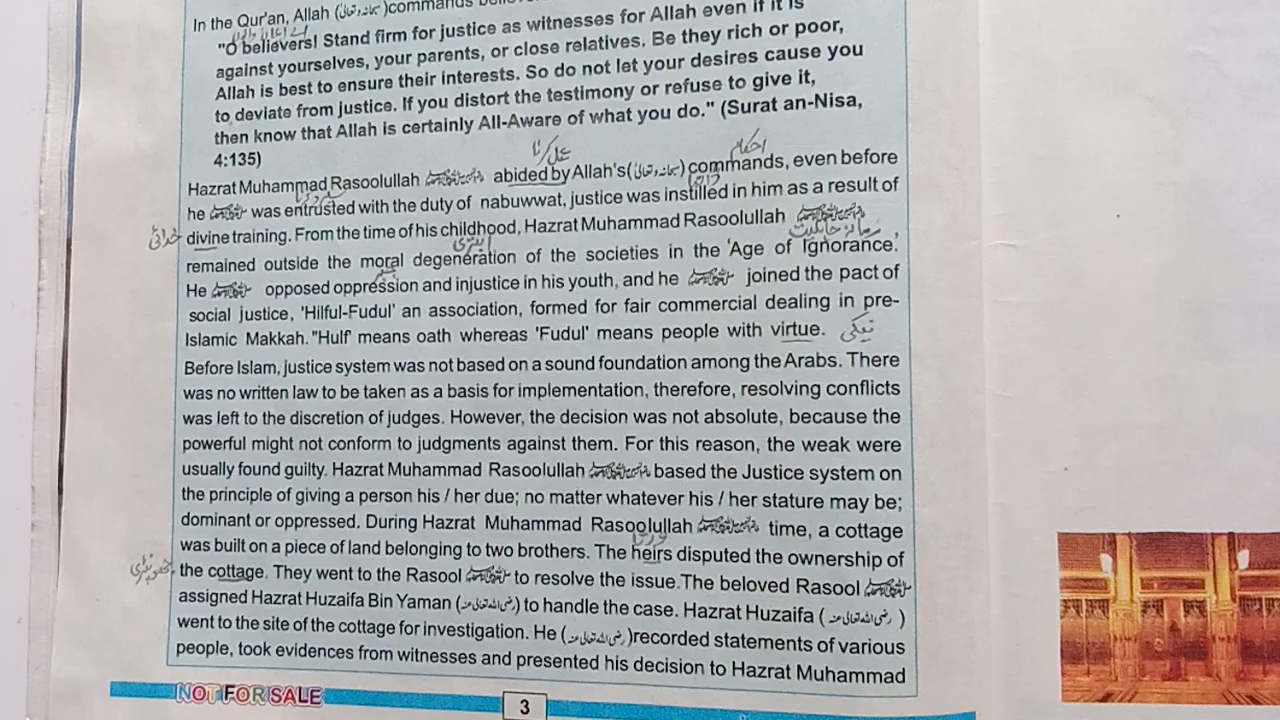 In the Qur'an, Allah (سبحانہ وتعالیٰ) commands
"O believers! Stand firm for justice as witnesses for Allah even if it is
against yourselves, your parents, or close relatives. Be they rich or poor,
Allah is best to ensure their interests. So do not let your desires cause you
to deviate from justice. If you distort the testimony or refuse to give it,
then know that Allah is certainly All-Aware of what you do." (Surat an-Nisa,
4:135)
عمل کرنا احکام
Hazrat Muhammad Rasoolullah abided by Allah's(سبحانہ وتعالیٰ) commands, even before
he was entrusted with the duty of nabuwwat, justice was instilled in him as a result of
خدائی divine training. From the time of his childhood, Hazrat Muhammad Rasoolullah
remained outside the moral degeneration of the societies in the 'Age of Ignorance.'
He opposed oppression and injustice in his youth, and he joined the pact of
social justice, 'Hilful-Fudul' an association, formed for fair commercial dealing in pre-
Islamic Makkah. "Hulf' means oath whereas 'Fudul' means people with virtue. نیکی
Before Islam, justice system was not based on a sound foundation among the Arabs. There
was no written law to be taken as a basis for implementation, therefore, resolving conflicts
was left to the discretion of judges. However, the decision was not absolute, because the
powerful might not conform to judgments against them. For this reason, the weak were
usually found guilty. Hazrat Muhammad Rasoolullah based the Justice system on
the principle of giving a person his / her due; no matter whatever his / her stature may be;
dominant or oppressed. During Hazrat Muhammad Rasoolullah time, a cottage
was built on a piece of land belonging to two brothers. The heirs disputed the ownership of
جھونپڑی the cottage. They went to the Rasool to resolve the issue.The beloved Rasool
assigned Hazrat Huzaifa Bin Yaman (رضی اللہ تعالیٰ عنہ) to handle the case. Hazrat Huzaifa (رضی اللہ تعالیٰ عنہ)
went to the site of the cottage for investigation. He (رضی اللہ تعالیٰ عنہ)recorded statements of various
people, took evidences from witnesses and presented his decision to Hazrat Muhammad
NOT FOR SALE
3